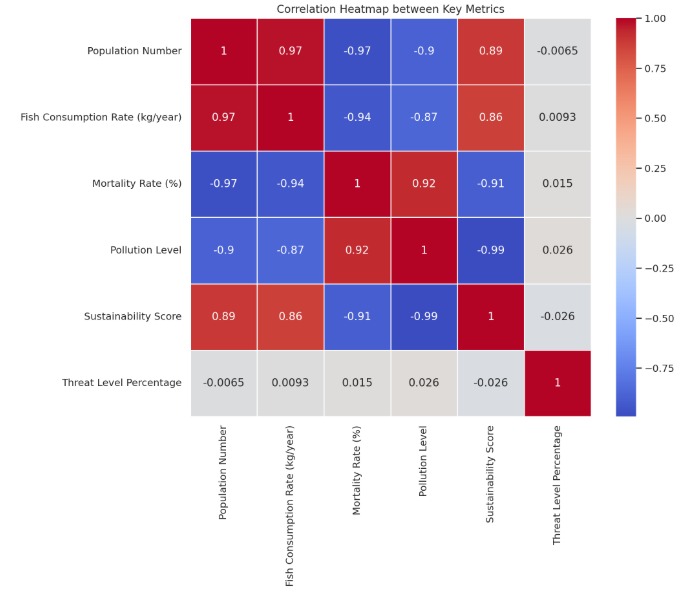 Correlation Heatmap between Key Metrics
Population Number 1 0.97 -0.97 -0.9 0.89 -0.0065
Fish Consumption Rate (kg/year) 0.97 1 -0.94 -0.87 0.86 0.0093
Mortality Rate (%) -0.97 -0.94 1 0.92 -0.91 0.015
Pollution Level -0.9 -0.87 0.92 1 -0.99 0.026
Sustainability Score 0.89 0.86 -0.91 -0.99 1 -0.026
Threat Level Percentage -0.0065 0.0093 0.015 0.026 -0.026 1
Population Number
Fish Consumption Rate (kg/year)
Mortality Rate (%)
Pollution Level
Sustainability Score
Threat Level Percentage
1.00
0.75
0.50
0.25
0.00
−0.25
−0.50
−0.75